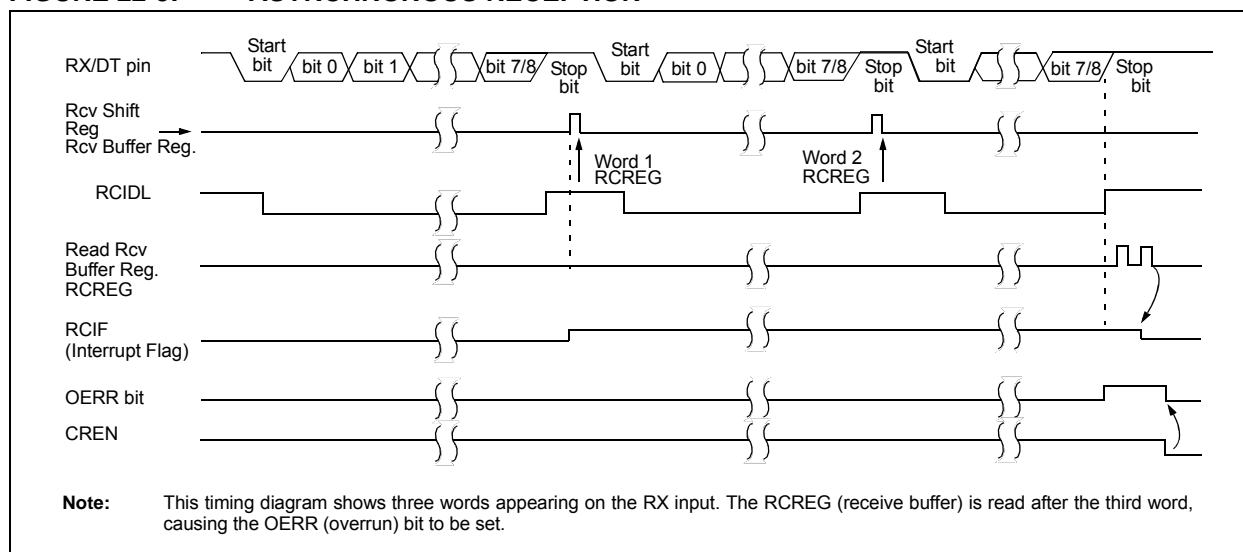 RX/DT pin
Start
bit
bit 0
bit 1
bit 7/8
Stop
bit
Start
bit
bit 0
bit 7/8
Stop
bit
Start
bit
bit 7/8
Stop
bit
Rcv Shift
Reg
Rcv Buffer Reg.
Word 1
RCREG
Word 2
RCREG
RCIDL
Read Rcv
Buffer Reg.
RCREG
RCIF
(Interrupt Flag)
OERR bit
CREN
Note: This timing diagram shows three words appearing on the RX input. The RCREG (receive buffer) is read after the third word,
causing the OERR (overrun) bit to be set.